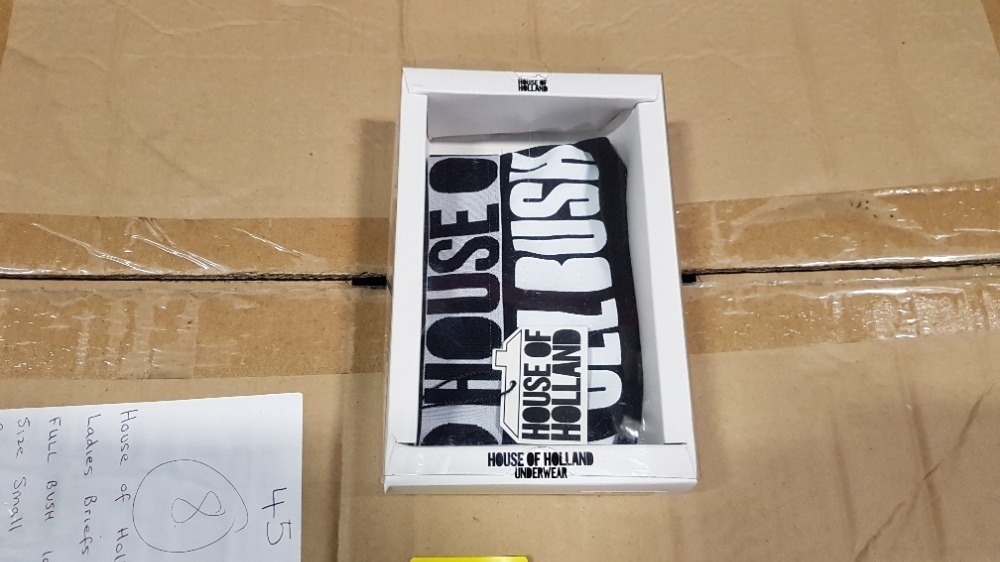 HOUSE OF
HOLLAND
HOUSE O
ULL BUSH
HOUSE OF
HOLLAND
HOUSE OF HOLLAND
UNDERWEAR
45
8
House of Hol
Ladies Briefs
FULL BUSH
Size Small